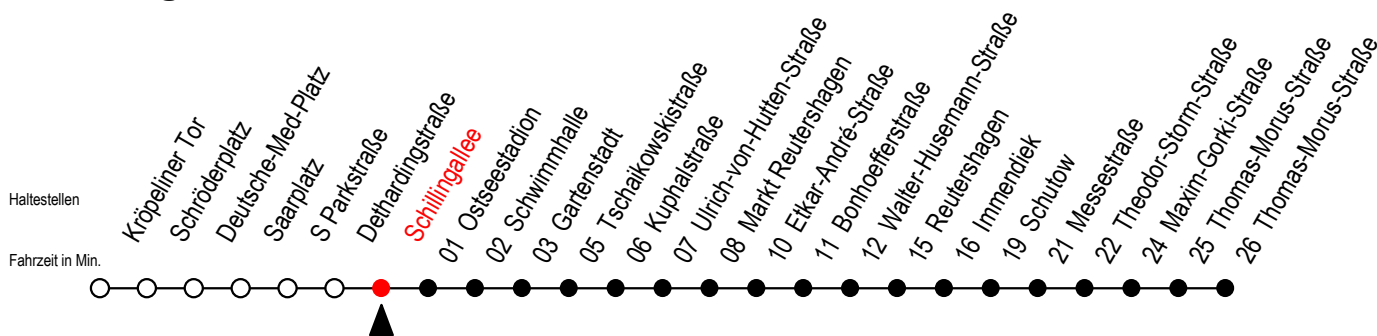 Haltestellen
Fahrzeit in Min.
Kröpeliner Tor
Schröderplatz
Deutsche-Med-Platz
Saarplatz
S Parkstraße
Dethardingstraße
Schillingallee
01 Ostseestadion
02 Schwimmhalle
03 Gartenstadt
05 Tschaikowskistraße
06 Kuphalstraße
07 Ulrich-von-Hutten-Straße
08 Markt Reutershagen
10 Etkar-André-Straße
11 Bonhoefferstraße
12 Walter-Husemann-Straße
15 Reutershagen
16 Immendiek
19 Schutow
21 Messestraße
22 Theodor-Storm-Straße
24 Maxim-Gorki-Straße
25 Thomas-Morus-Straße
26 Thomas-Morus-Straße